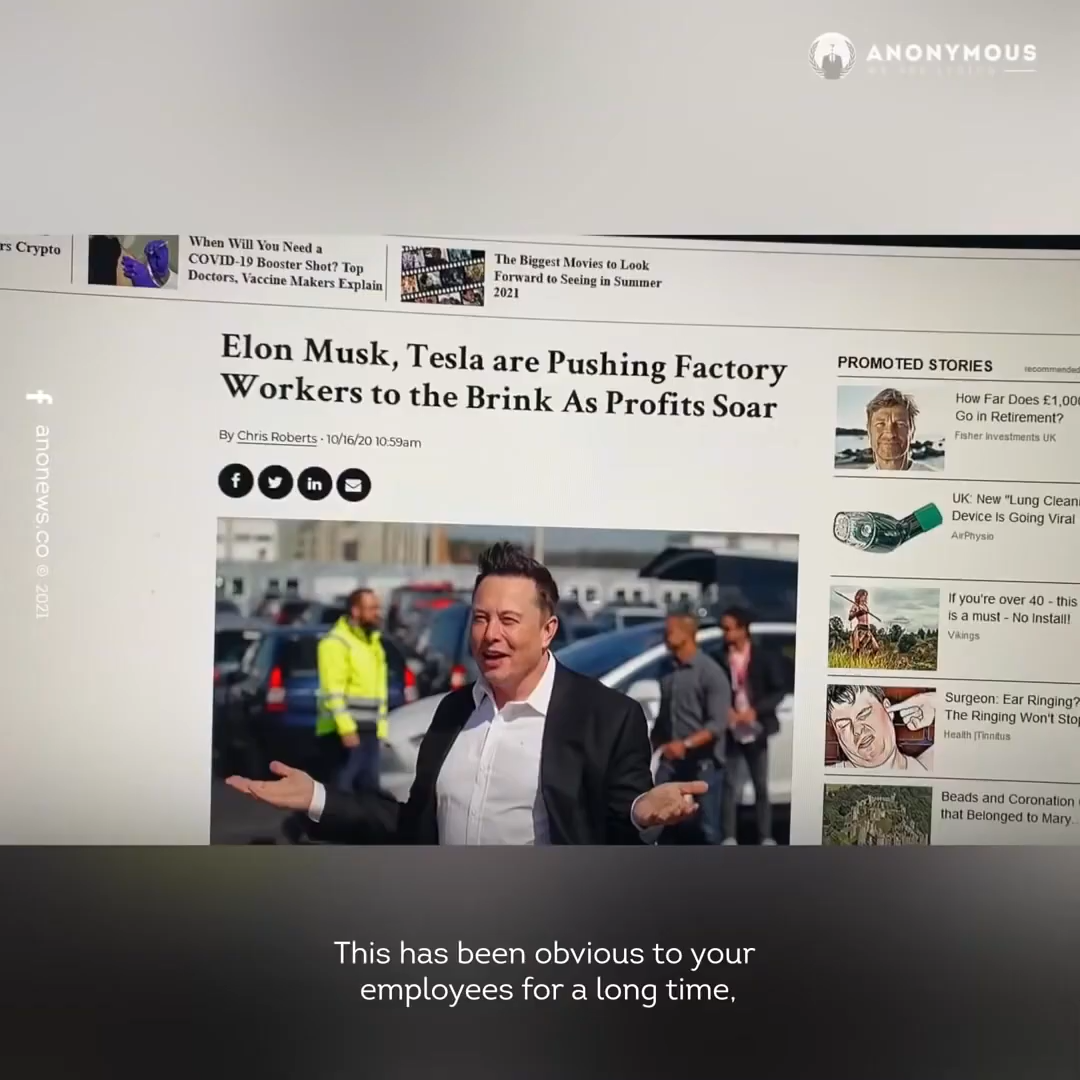 ANONYMOUS
rs Crypto
When Will You Need a
COVID-19 Booster Shot? Top
Doctors, Vaccine Makers Explain
The Biggest Movies to Look
Forward to Seeing in Summer
2021
Elon Musk, Tesla are Pushing Factory
Workers to the Brink As Profits Soar
By Chris Roberts · 10/16/20 10:59am
PROMOTED STORIES
recommended
How Far Does £1,00
Go in Retirement?
Fisher Investments UK
UK: New "Lung Clean
Device Is Going Viral
AirPhysio
If you're over 40 - this
is a must - No Install!
Vikings
Surgeon: Ear Ringing?
The Ringing Won't Sto
Health |Tinnitus
Beads and Coronation
that Belonged to Mary..
anonews.co © 2021
This has been obvious to your
employees for a long time,